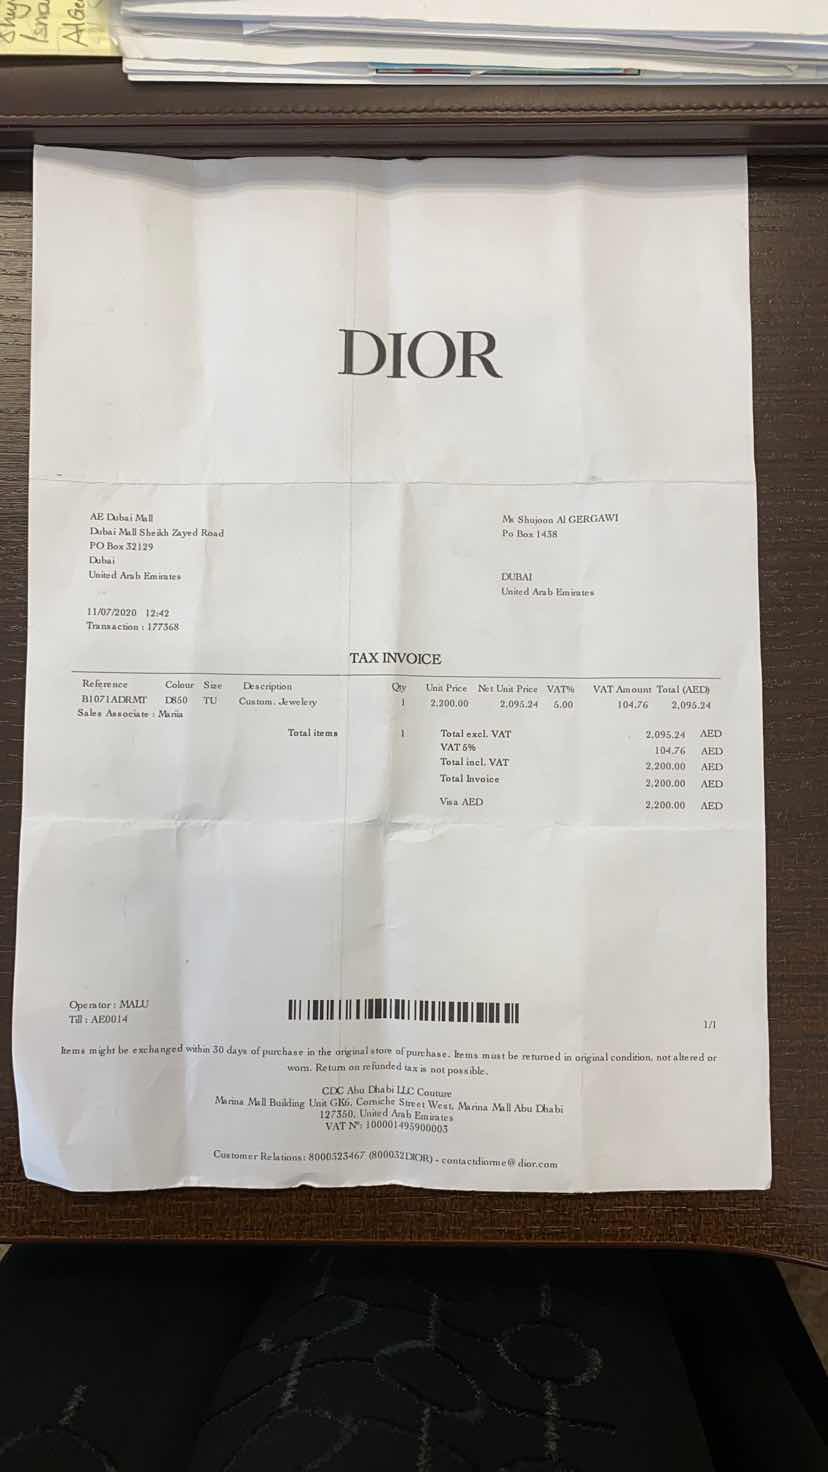 Isna
DIOR
AE Dubai Mall
Dubai Mall Sheikh Zayed Road
PO Box 32129
Dubai
United Arab Emirates
Ms Shujoon Al GERGAWI
Po Box 1438
DUBAI
United Arab Emirates
11/07/2020 12:42
Transaction : 177368
TAX INVOICE
Reference Colour Size Description Qty Unit Price Net Unit Price VAT% VAT Amount Total (AED)
B1071ADRMT D850 TU Custom. Jewelery 1 2,200.00 2,095.24 5.00 104.76 2,095.24
Sales Associate : Mariia
Total items 1 Total excl. VAT 2,095.24 AED
VAT 5% 104.76 AED
Total incl. VAT 2,200.00 AED
Total Invoice 2,200.00 AED
Visa AED 2,200.00 AED
Operator : MALU
Till : AE0014
1/1
Items might be exchanged within 30 days of purchase in the original store of purchase. Items must be returned in original condition, not altered or
worn. Return on refunded tax is not possible.
CDC Abu Dhabi LLC Couture
Marina Mall Building Unit GK6, Corniche Street West, Marina Mall Abu Dhabi
127350, United Arab Emirates
VAT N°: 100001495900003
Customer Relations: 8000323467 (800032DIOR) - contactdiorme@dior.com